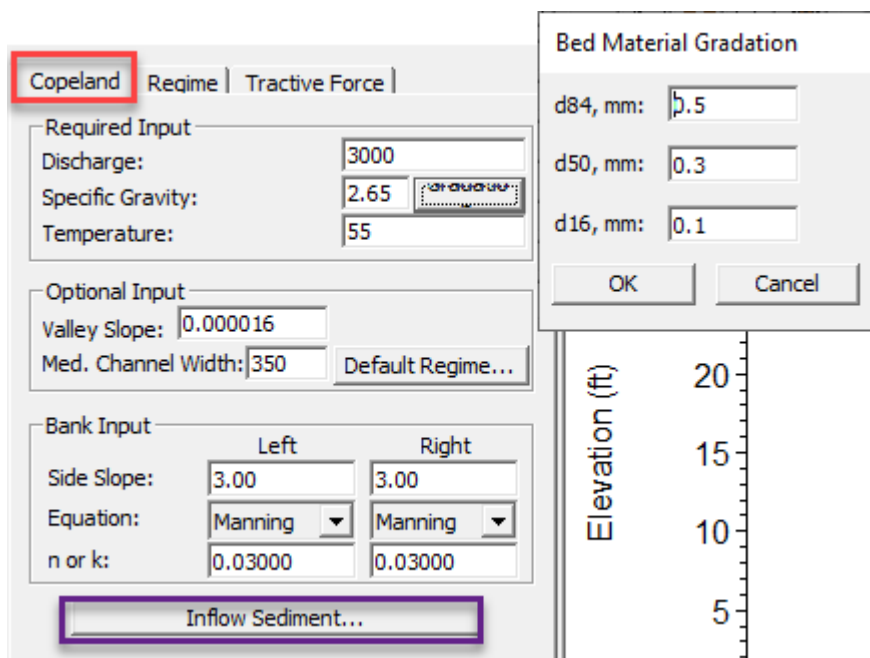 Copeland Regime Tractive Force
Required Input
Discharge: 3000
Specific Gravity: 2.65
Temperature: 55
Optional Input
Valley Slope: 0.000016
Med. Channel Width: 350 Default Regime...
Bank Input
Left Right
Side Slope: 3.00 3.00
Equation: Manning Manning
n or k: 0.03000 0.03000
Inflow Sediment...
Bed Material Gradation
d84, mm: 0.5
d50, mm: 0.3
d16, mm: 0.1
OK Cancel
Elevation (ft)
20
15
10
5